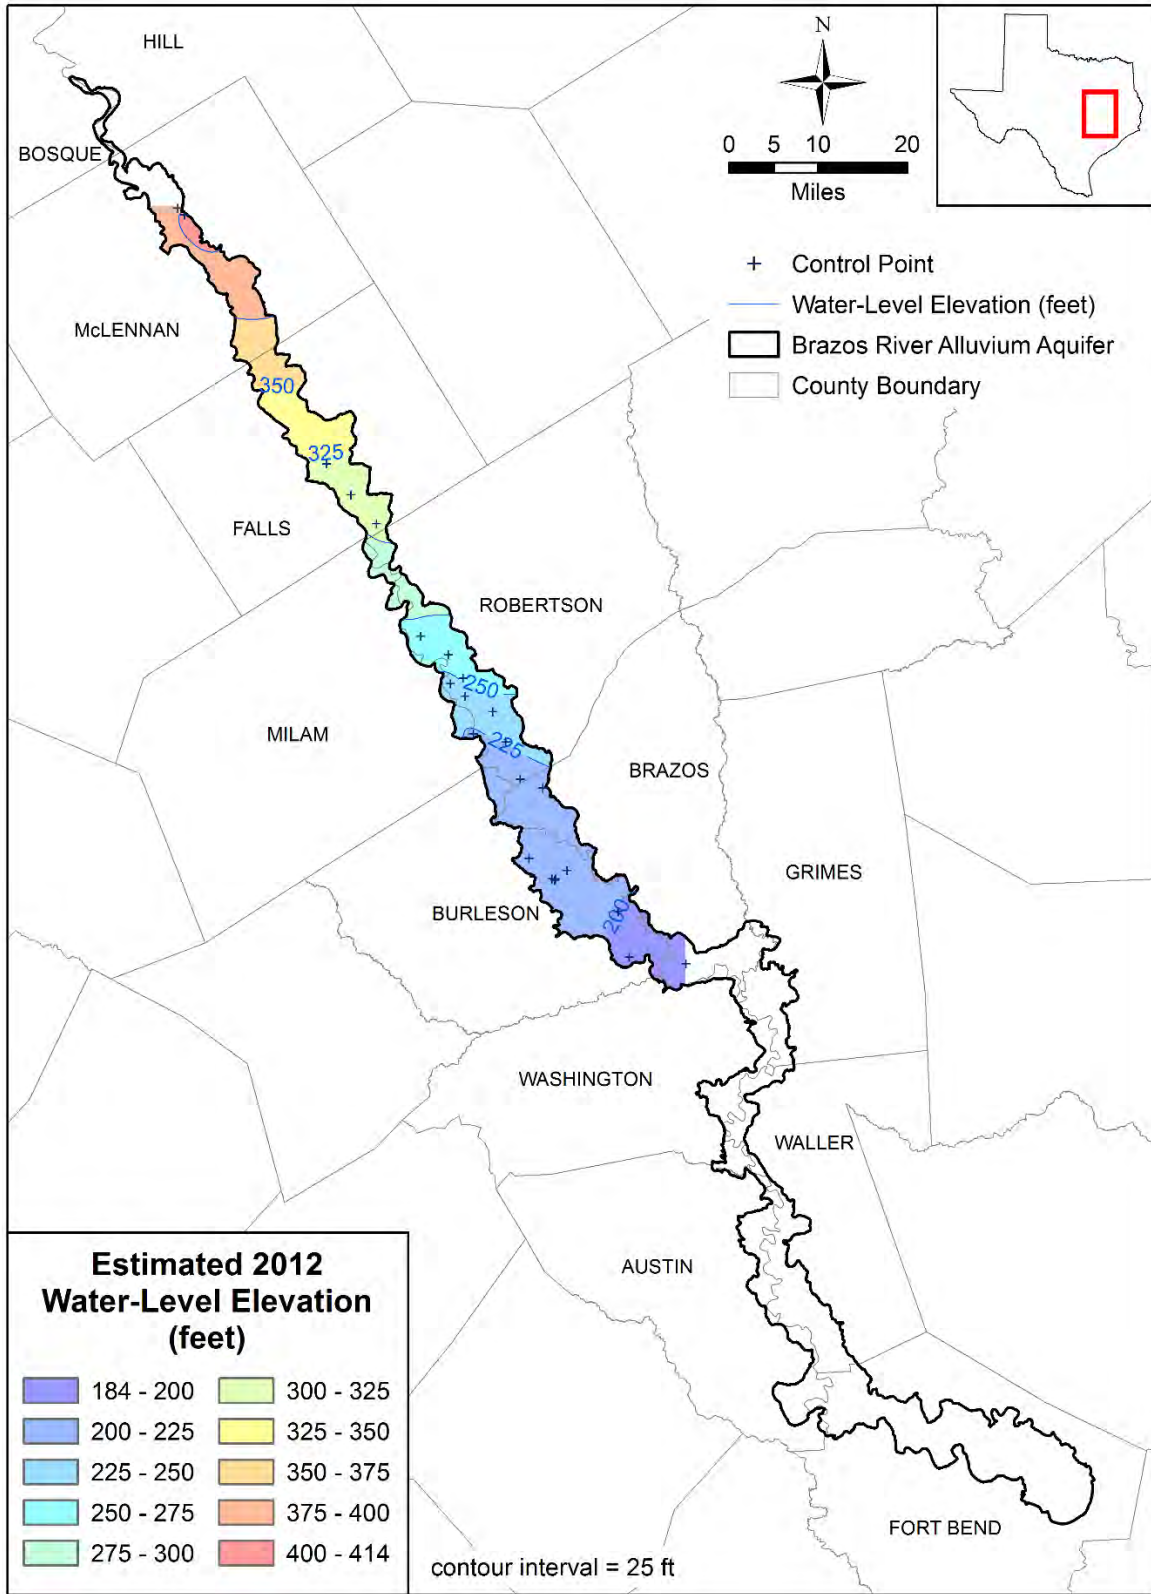 HILL
N
BOSQUE
0 5 10 20
Miles
Control Point
Water-Level Elevation (feet)
Brazos River Alluvium Aquifer
County Boundary
McLENNAN
350
325
FALLS
ROBERTSON
250
MILAM
225
BRAZOS
GRIMES
BURLESON
200
WASHINGTON
WALLER
AUSTIN
FORT BEND
Estimated 2012
Water-Level Elevation
(feet)
184 - 200
200 - 225
225 - 250
250 - 275
275 - 300
300 - 325
325 - 350
350 - 375
375 - 400
400 - 414
contour interval = 25 ft